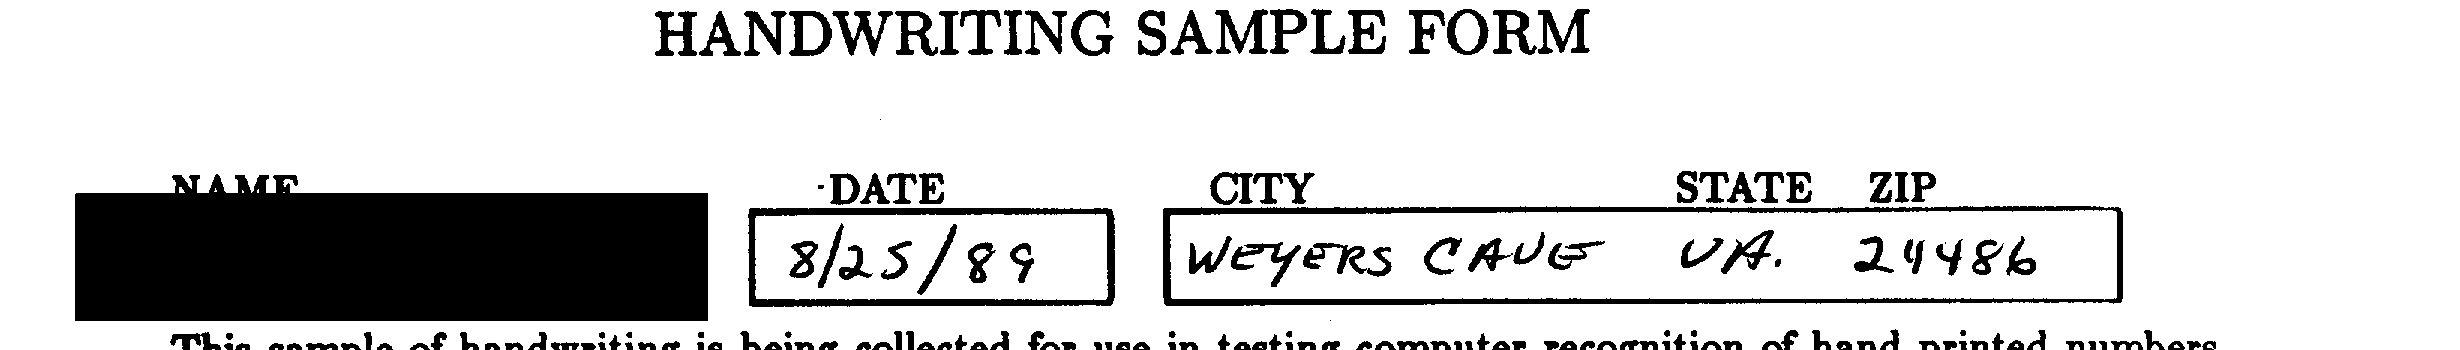 HANDWRITING SAMPLE FORM
NAME DATE CITY STATE ZIP
8/25/89 WEYERS CAVE VA. 24486
This sample of handwriting is being collected for use in testing computer recognition of hand printed numbers